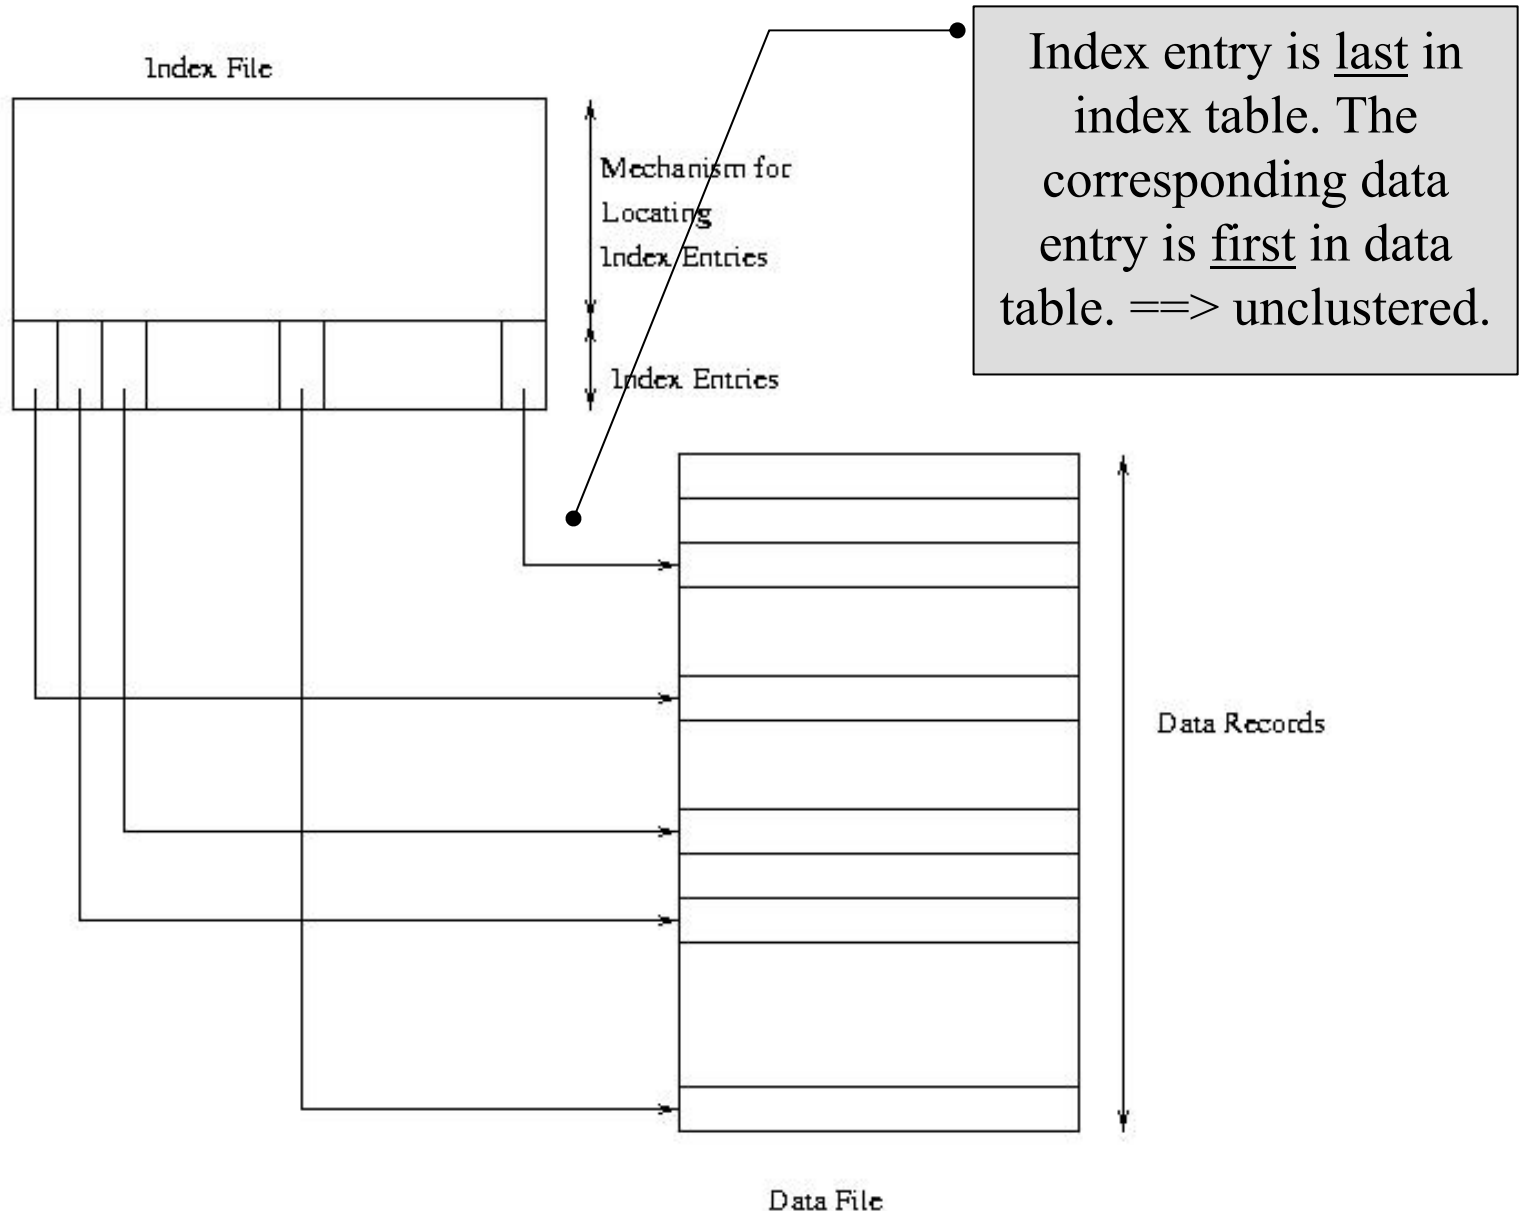 Index File
Index entry is last in
index table. The
corresponding data
entry is first in data
table. ==> unclustered.
Mechanism for
Locating
Index Entries
Index Entries
Data Records
Data File